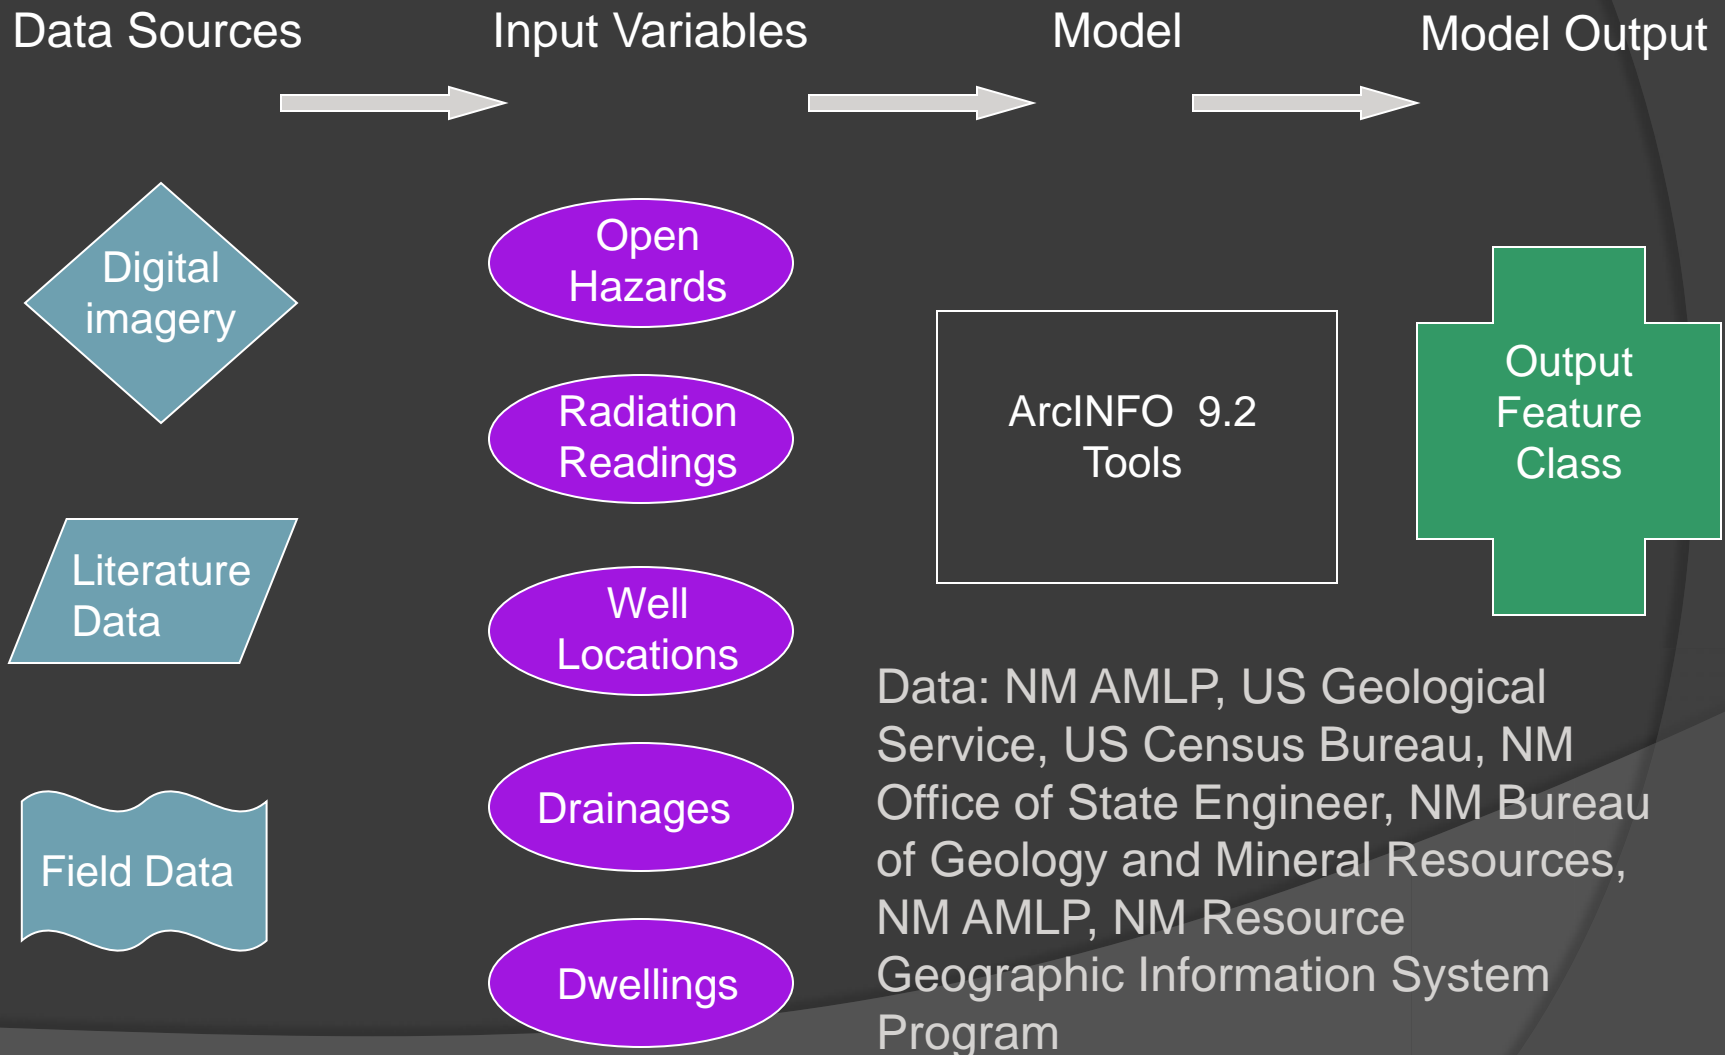 Data Sources
Input Variables
Model
Model Output
Digital
imagery
Literature
Data
Field Data
Open
Hazards
Radiation
Readings
Well
Locations
Drainages
Dwellings
ArcINFO 9.2
Tools
Output
Feature
Class
Data: NM AMLP, US Geological
Service, US Census Bureau, NM
Office of State Engineer, NM Bureau
of Geology and Mineral Resources,
NM AMLP, NM Resource
Geographic Information System
Program